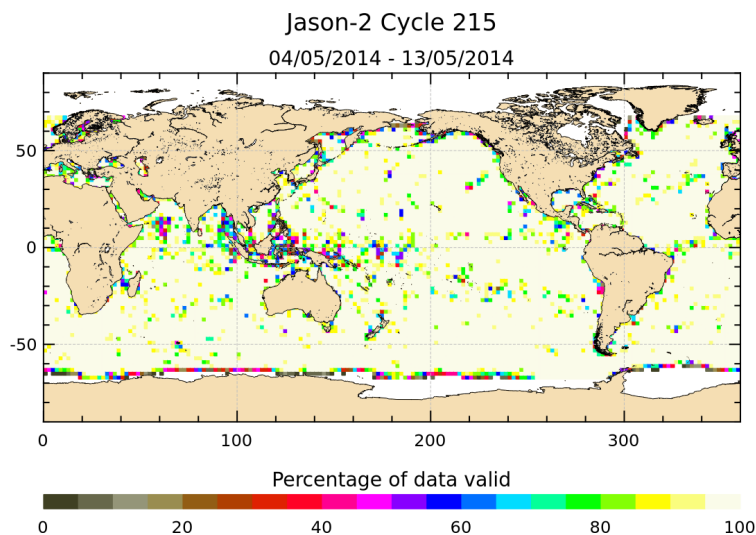 Jason-2 Cycle 215
04/05/2014 - 13/05/2014
50
0
-50
0 100 200 300
Percentage of data valid
0 20 40 60 80 100